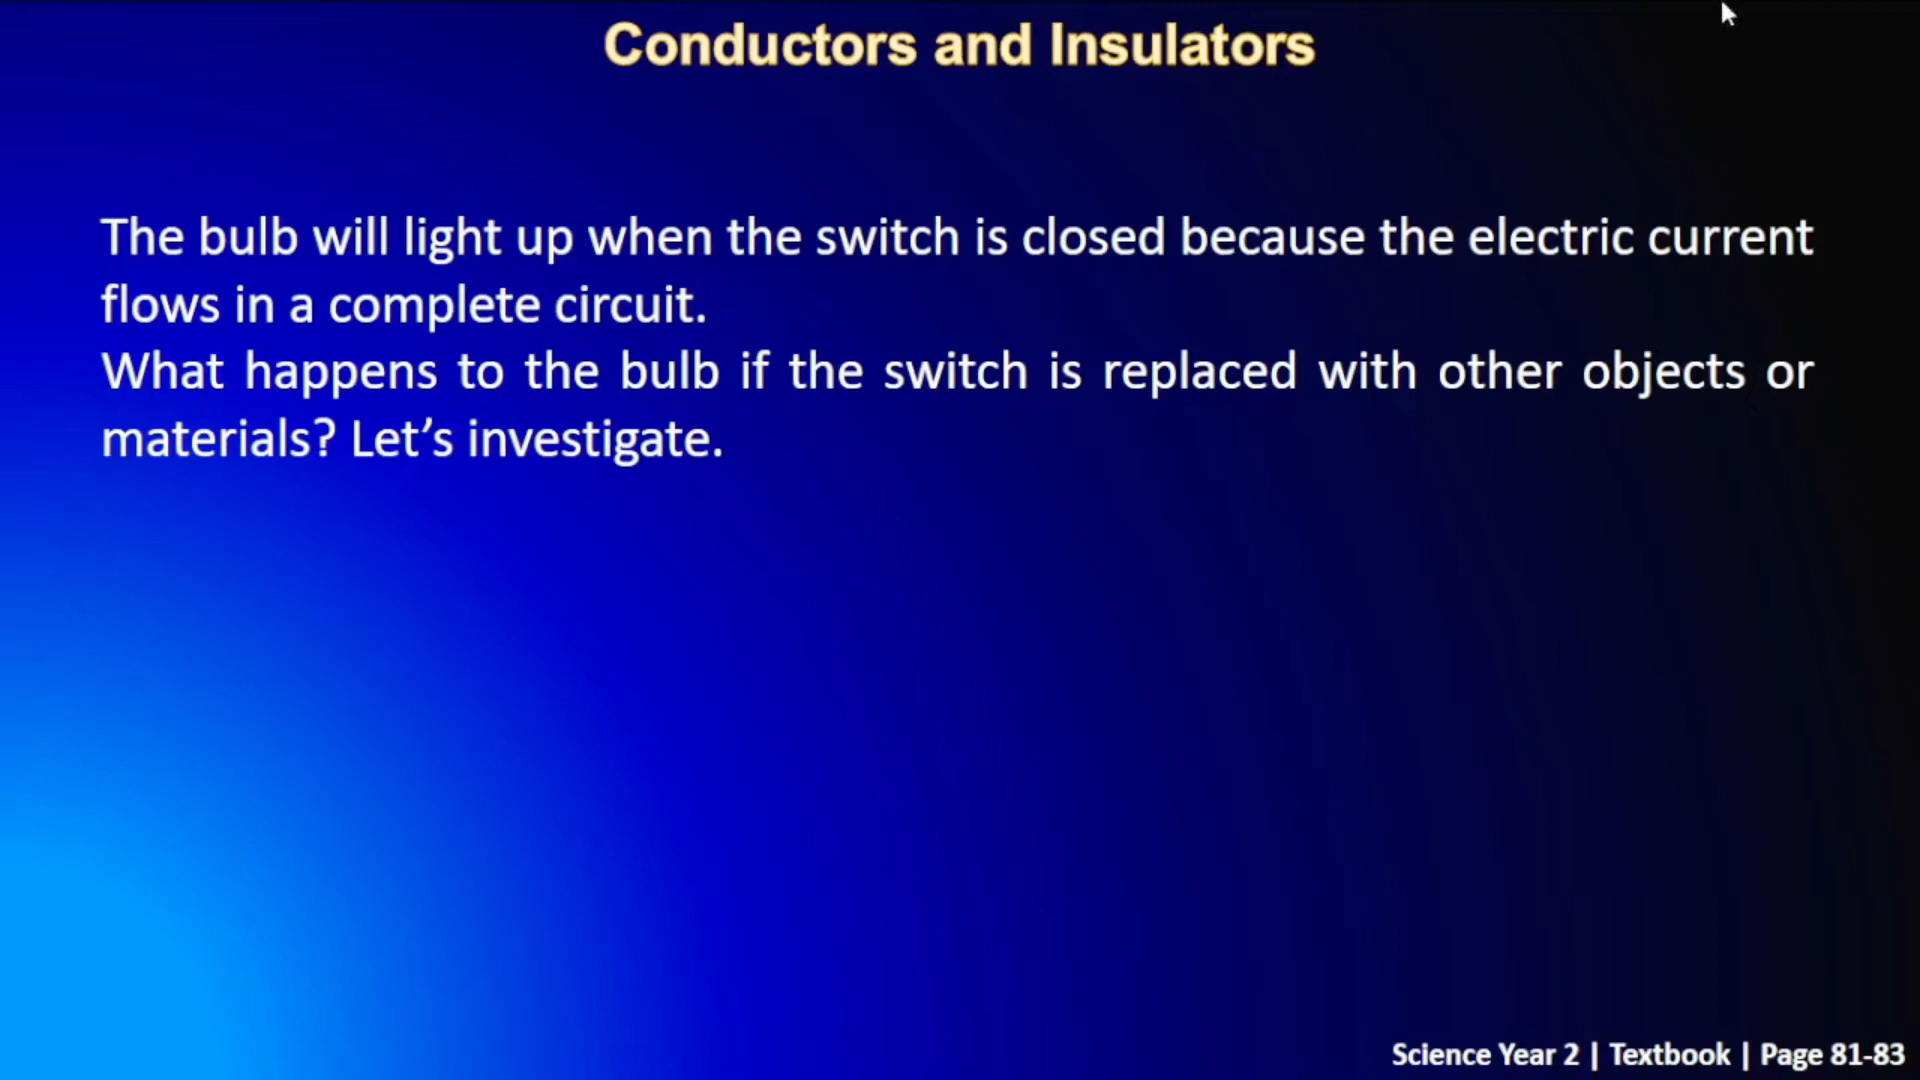 Conductors and Insulators
The bulb will light up when the switch is closed because the electric current
flows in a complete circuit.
What happens to the bulb if the switch is replaced with other objects or
materials? Let’s investigate.
Science Year 2 | Textbook | Page 81-83